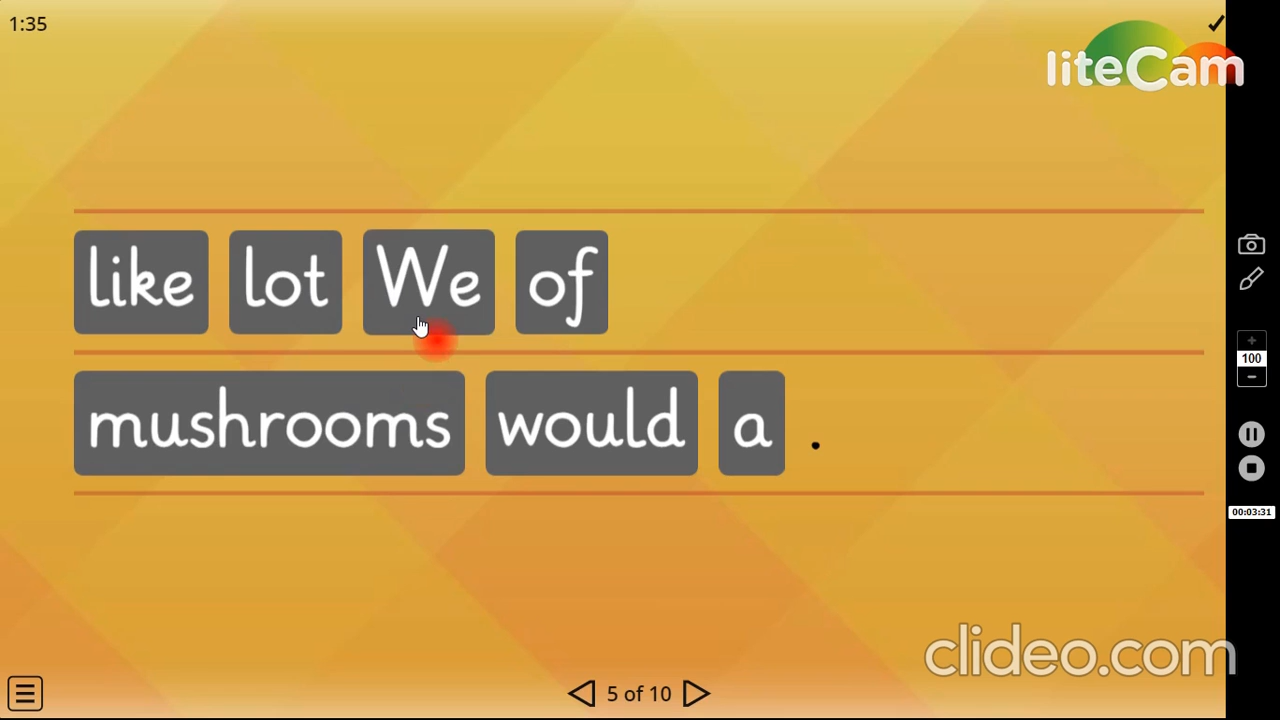 1:35
liteCam
like lot We of
100
mushrooms would a .
00:03:31
clideo.com
5 of 10